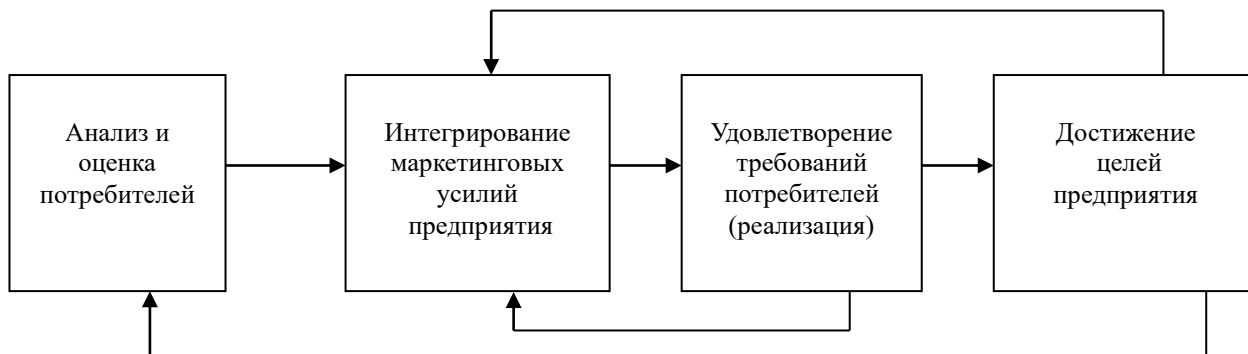 Анализ и
оценка
потребителей
Интегрирование
маркетинговых
усилий
предприятия
Удовлетворение
требований
потребителей
(реализация)
Достижение
целей
предприятия